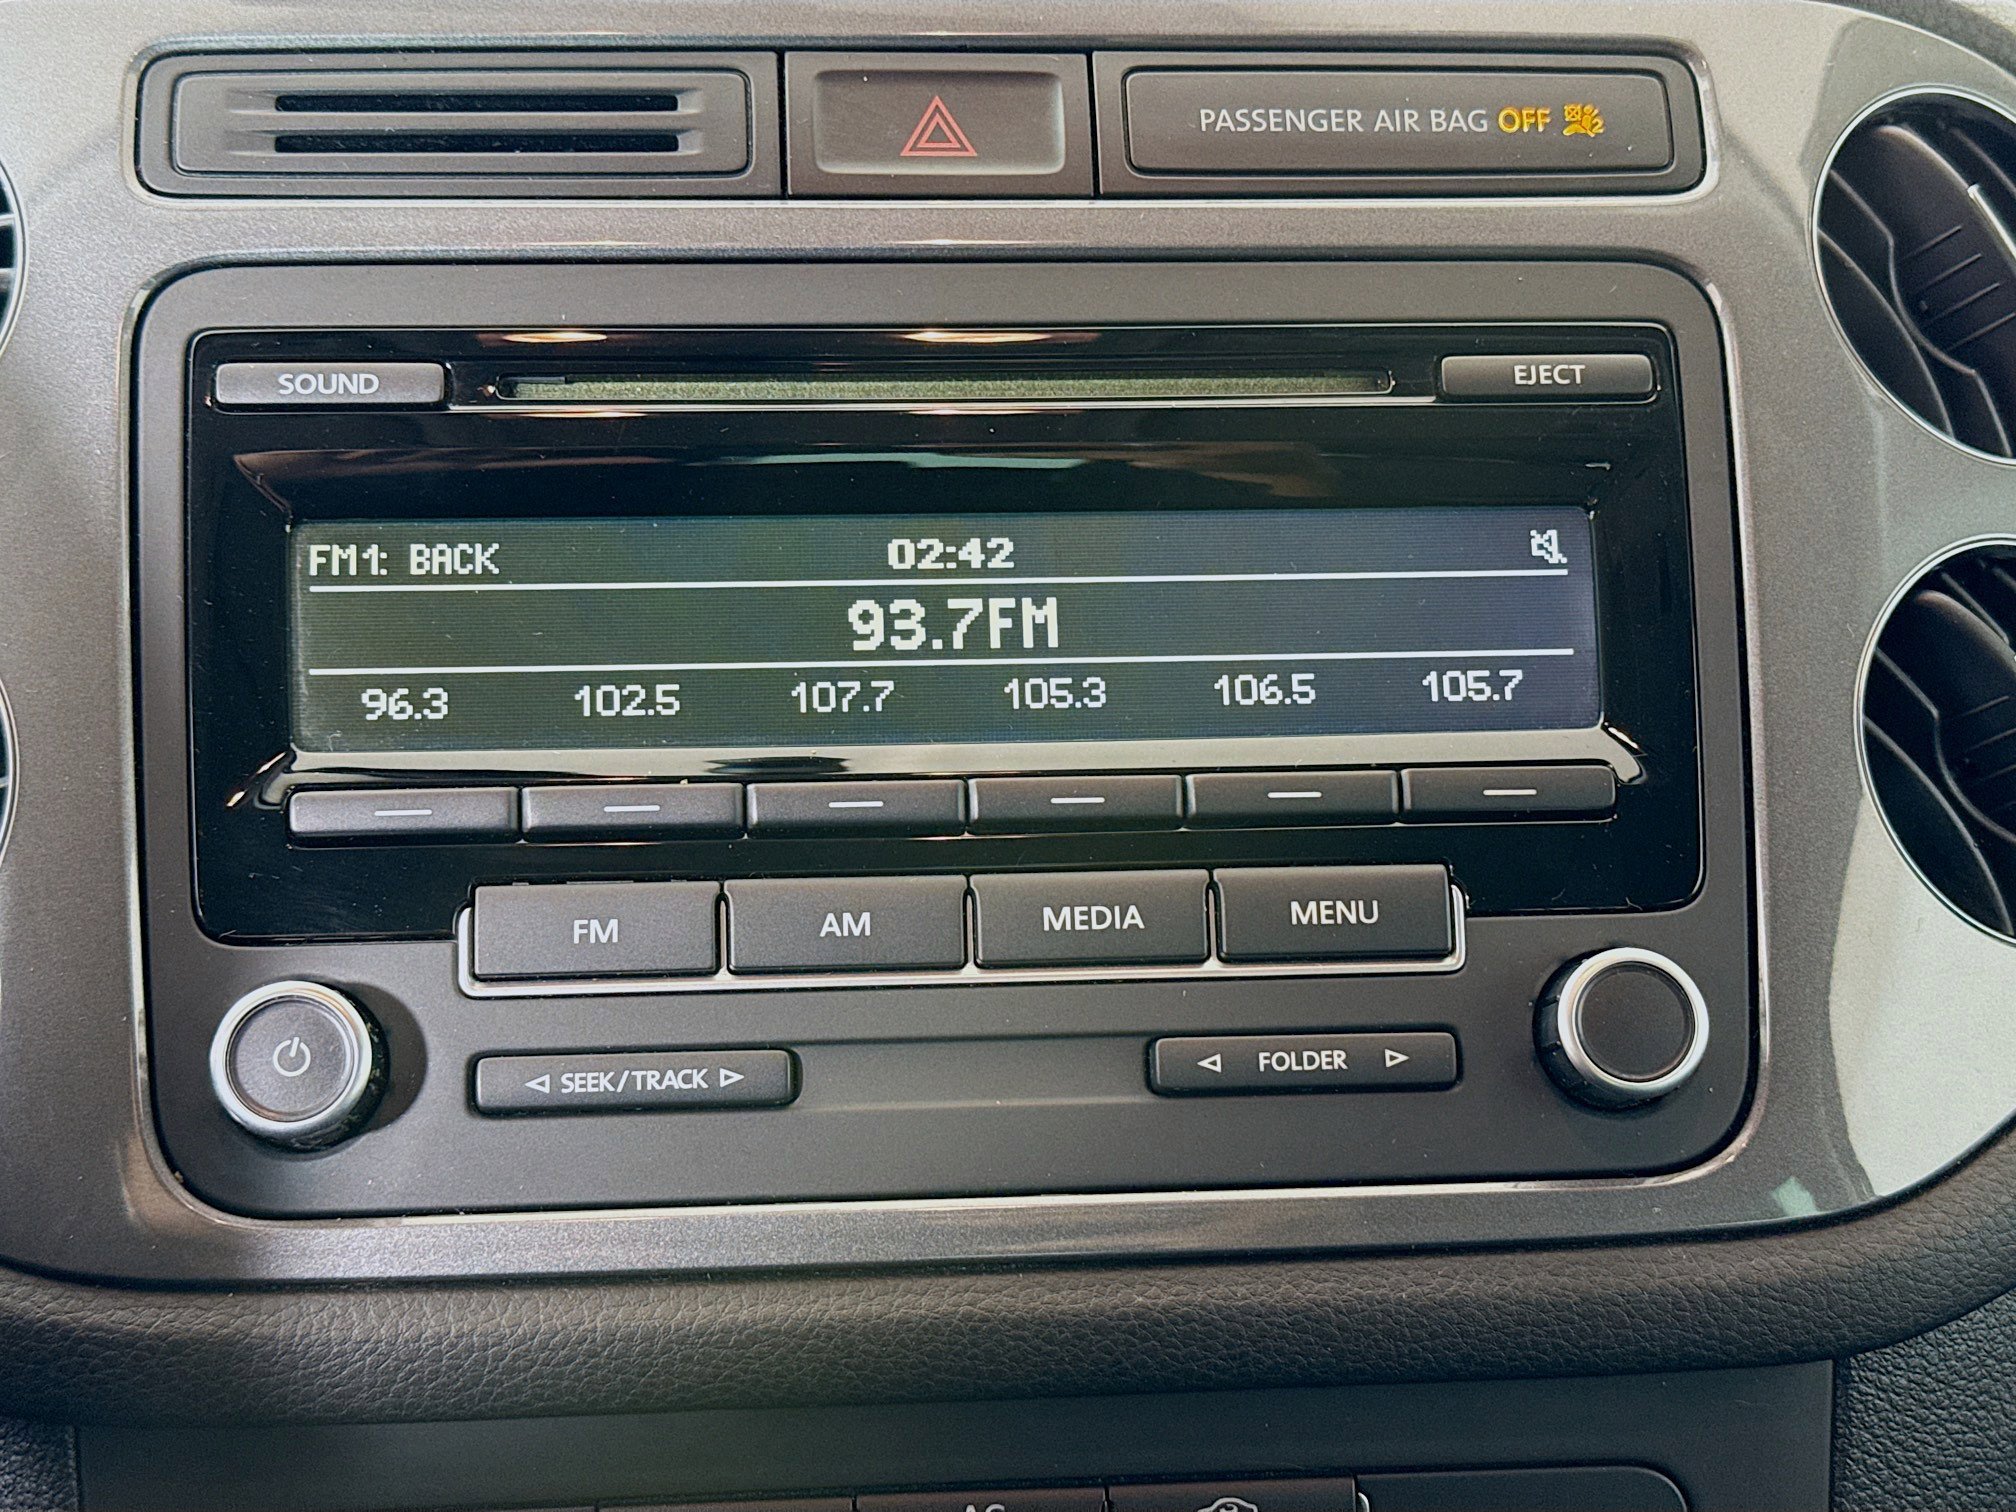 PASSENGER AIR BAG OFF
SOUND
EJECT
FM1: BACK 02:42
93.7FM
96.3 102.5 107.7 105.3 106.5 105.7
FM AM MEDIA MENU
SEEK/TRACK
FOLDER